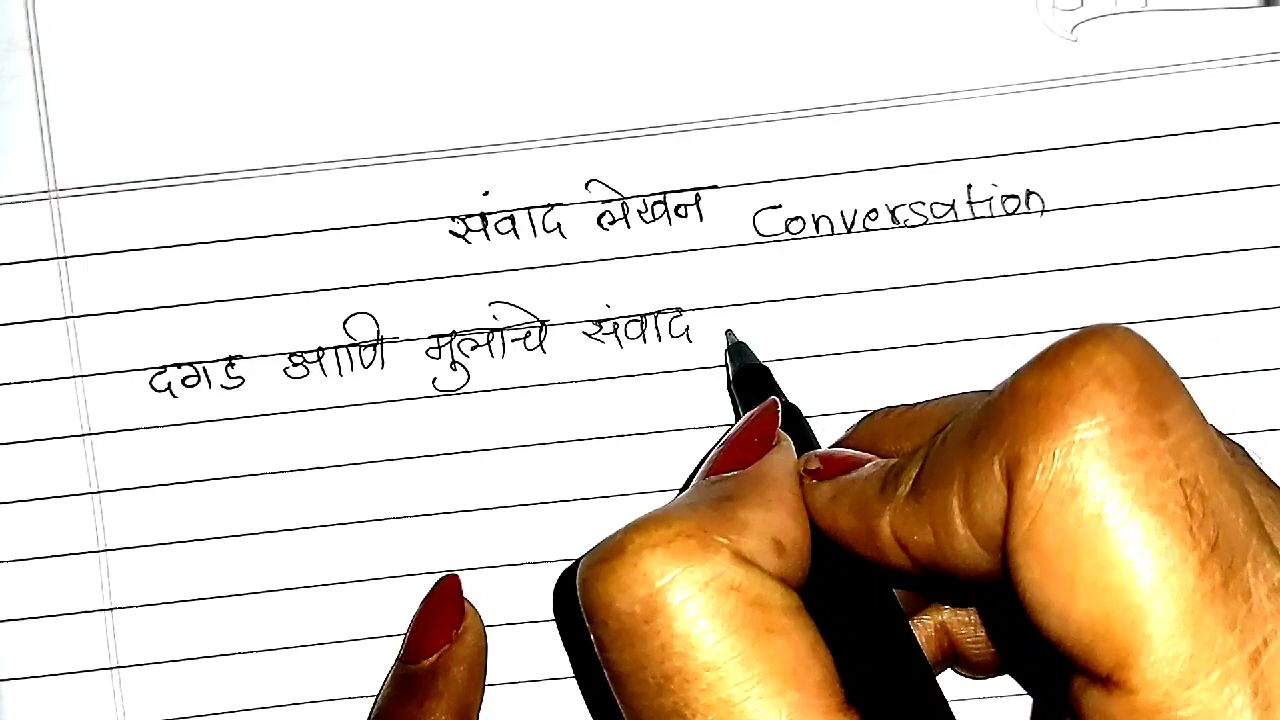 संवाद लेखन Conversation
दगड आणि मुलांचे संवाद